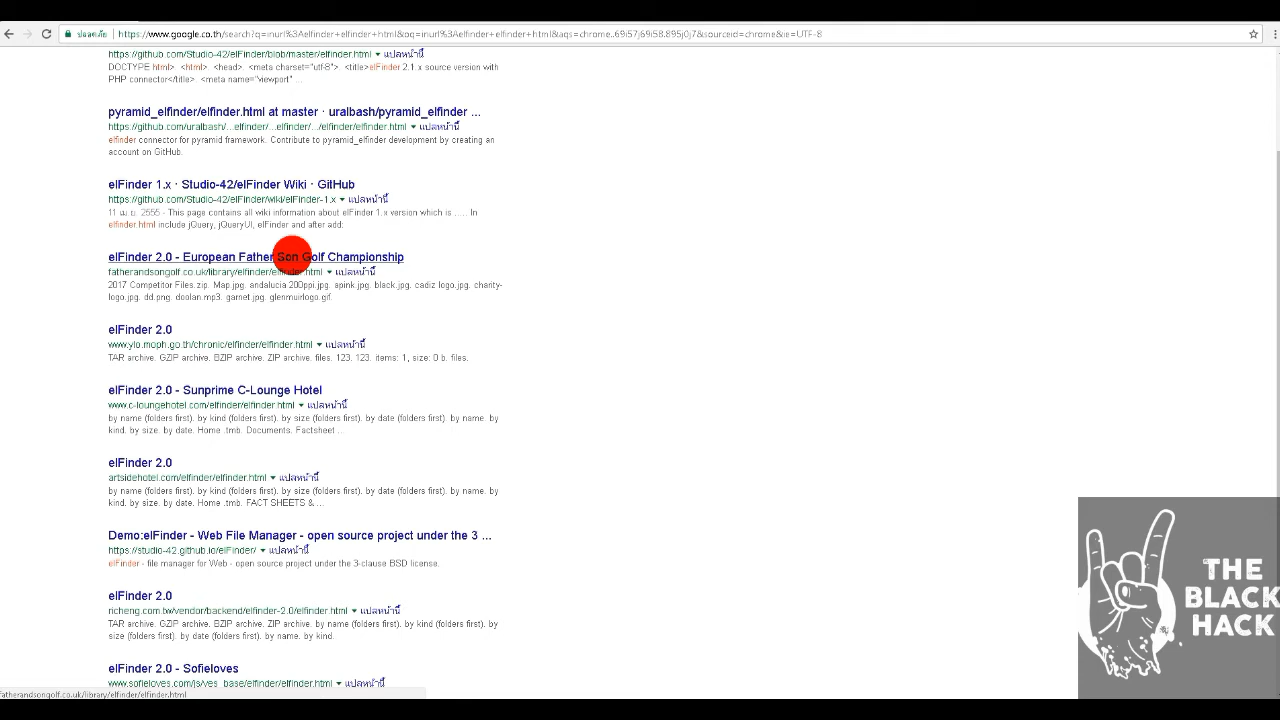 ปลอดภัย
https://www.google.co.th/search?q=inurl%3Aelfinder+elfinder+html&oq=inurl%3Aelfinder+elfinder+html&aqs=chrome..69i57j69i58.8951j0j7&sourceid=chrome&ie=UTF-8
https://github.com/Studio-42/elFinder/blob/master/elfinder.html ▼ แปลหน้านี้
DOCTYPE html>. <html>. <head>. <meta charset="utf-8">. <title>elFinder 2.1.x source version with
PHP connector</title>. <meta name="viewport" ...
pyramid_elfinder/elfinder.html at master · uralbash/pyramid_elfinder ...
https://github.com/uralbash/...elfinder/...elfinder/.../elfinder/elfinder.html ▼ แปลหน้านี้
elfinder connector for pyramid framework. Contribute to pyramid_elfinder development by creating an
account on GitHub.
elFinder 1.x · Studio-42/elFinder Wiki · GitHub
https://github.com/Studio-42/elFinder/wiki/elFinder-1.x ▼ แปลหน้านี้
11 เม.ย. 2555 - This page contains all wiki information about elFinder 1.x version which is ..... In
elfinder.html include jQuery, jQueryUI, elFinder and after add:
elFinder 2.0 - European Father Son Golf Championship
fatherandsongolf.co.uk/library/elfinder/elfinder.html ▼ แปลหน้านี้
2017 Competitor Files.zip. Map.jpg. andalucia 200ppi.jpg. apink.jpg. black.jpg. cadiz logo.jpg. charity-
logo.jpg. dd.png. doolan.mp3. garnet.jpg. glenmuirlogo.gif.
elFinder 2.0
www.ylo.moph.go.th/chronic/elfinder/elfinder.html ▼ แปลหน้านี้
TAR archive. GZIP archive. BZIP archive. ZIP archive. files. 123. 123. items: 1, size: 0 b. files.
elFinder 2.0 - Sunprime C-Lounge Hotel
www.c-loungehotel.com/elfinder/elfinder.html ▼ แปลหน้านี้
by name (folders first). by kind (folders first). by size (folders first). by date (folders first). by name. by
kind. by size. by date. Home .tmb. Documents. Factsheet ...
elFinder 2.0
artsidehotel.com/elfinder/elfinder.html ▼ แปลหน้านี้
by name (folders first). by kind (folders first). by size (folders first). by date (folders first). by name. by
kind. by size. by date. Home .tmb. FACT SHEETS & ...
Demo:elFinder - Web File Manager - open source project under the 3 ...
https://studio-42.github.io/elFinder/ ▼ แปลหน้านี้
elFinder - file manager for Web - open source project under the 3-clause BSD license.
elFinder 2.0
richeng.com.tw/vendor/backend/elfinder-2.0/elfinder.html ▼ แปลหน้านี้
TAR archive. GZIP archive. BZIP archive. ZIP archive. by name (folders first). by kind (folders first). by
size (folders first). by date (folders first). by name. by kind.
elFinder 2.0 - Sofieloves
www.sofieloves.com/js/ves_base/elfinder/elfinder.html ▼ แปลหน้านี้
fatherandsongolf.co.uk/library/elfinder/elfinder.html
THE
BLACK
HACK